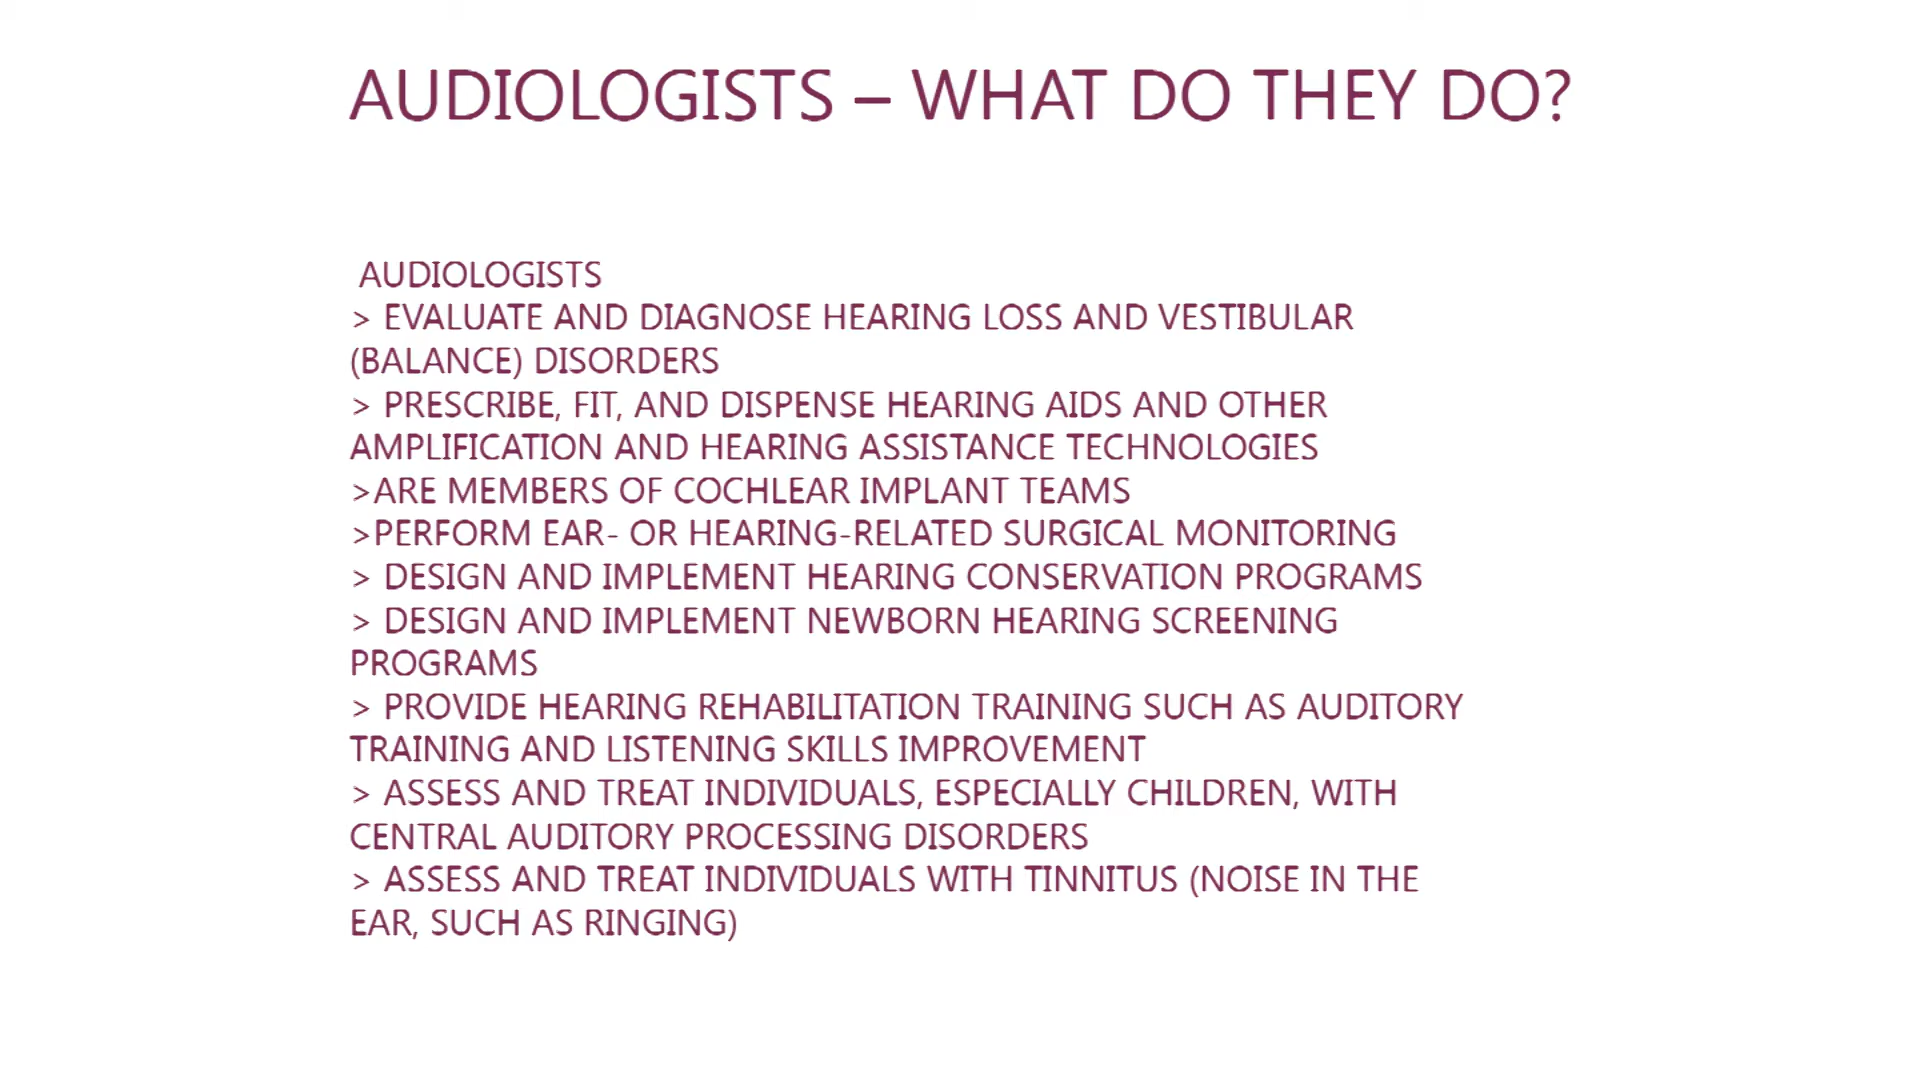 AUDIOLOGISTS – WHAT DO THEY DO?
AUDIOLOGISTS
> EVALUATE AND DIAGNOSE HEARING LOSS AND VESTIBULAR
(BALANCE) DISORDERS
> PRESCRIBE, FIT, AND DISPENSE HEARING AIDS AND OTHER
AMPLIFICATION AND HEARING ASSISTANCE TECHNOLOGIES
>ARE MEMBERS OF COCHLEAR IMPLANT TEAMS
>PERFORM EAR- OR HEARING-RELATED SURGICAL MONITORING
> DESIGN AND IMPLEMENT HEARING CONSERVATION PROGRAMS
> DESIGN AND IMPLEMENT NEWBORN HEARING SCREENING
PROGRAMS
> PROVIDE HEARING REHABILITATION TRAINING SUCH AS AUDITORY
TRAINING AND LISTENING SKILLS IMPROVEMENT
> ASSESS AND TREAT INDIVIDUALS, ESPECIALLY CHILDREN, WITH
CENTRAL AUDITORY PROCESSING DISORDERS
> ASSESS AND TREAT INDIVIDUALS WITH TINNITUS (NOISE IN THE
EAR, SUCH AS RINGING)